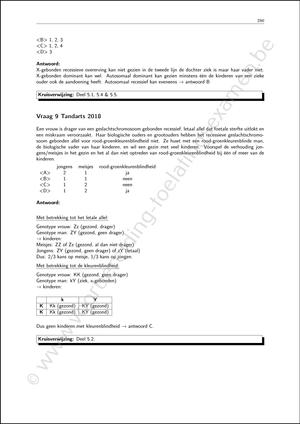 290
<B> 1, 2, 3
<C> 1, 2, 4
<D> 3
Antwoord:
X-gebonden recessieve overerving kan niet gezien in de tweede lijn de dochter ziek is maar haar vader niet.
X-gebonden dominant kan wel. Autosomaal dominant kan gezien minstens één de kinderen van een zieke
ouder ook de aandoening heeft. Autosomaal recessief kan eveneens → antwoord B
Kruisverwijzing: Deel 5.1, 5.4 & 5.5.
Vraag 9 Tandarts 2018
Een vrouw is drager van een geslachtschromosoom gebonden recessief, letaal allel dat foetale sterfte uitlokt en
een miskraam veroorzaakt. Haar biologische ouders en grootouders hebben het recessieve geslachtschromo-
soom gebonden allel voor rood-groenkleurenblindheid niet. Ze huwt met een rood-groenkleurenblinde man,
de biologische vader van haar kinderen, en wil een gezin met veel kinderen. Voorspel de verhouding jon-
gens/meisjes in het gezin en het al dan niet optreden van rood-groenkleurenblindheid bij één of meer van de
kinderen.
jongens meisjes rood-groenkleurenblindheid
<A> 2 1 ja
<B> 1 1 neen
<C> 1 2 neen
<D> 1 2 ja
Antwoord:
Met betrekking tot het letale allel:
Genotype vrouw: Zz (gezond, drager)
Genotype man: ZY (gezond, geen drager)
→ kinderen:
Meisjes: ZZ of Zz (gezond, al dan niet drager)
Jongens: ZY (gezond, geen drager) of zY (letaal)
Dus: 2/3 kans op meisje, 1/3 kans op jongen.
Met betrekking tot de kleurenblindheid:
Genotype vrouw: KK (gezond, geen drager)
Genotype man: kY (ziek, x-gebonden)
→ kinderen:
k Y
K Kk (gezond) KY (gezond)
K Kk (gezond) KY (gezond)
Dus geen kinderen met kleurenblindheid → antwoord C.
Kruisverwijzing: Deel 5.2.